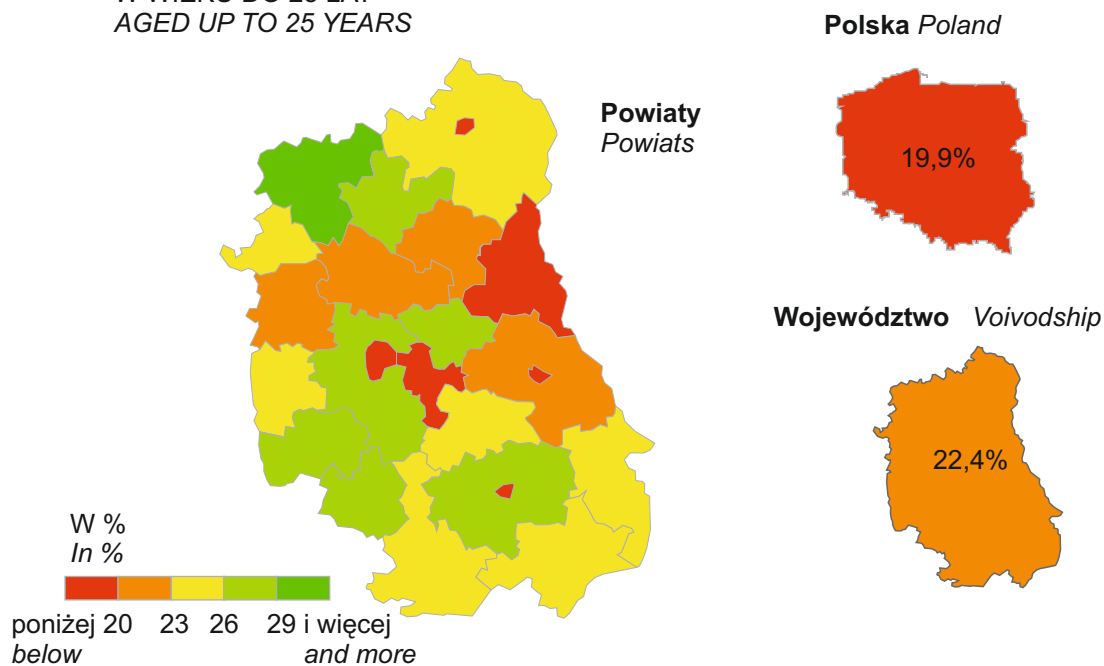 AGED UP TO 25 YEARS
Polska Poland
Powiaty
Powiats
19,9%
Województwo Voivodship
22,4%
W %
In %
poniżej 20 23 26 29 i więcej
below and more